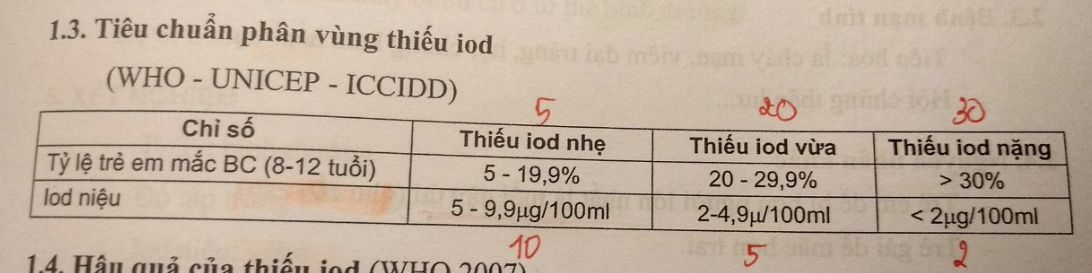 1.3. Tiêu chuẩn phân vùng thiếu iod
(WHO - UNICEP - ICCIDD)
5 20 30
Chỉ số Thiếu iod nhẹ Thiếu iod vừa Thiếu iod nặng
Tỷ lệ trẻ em mắc BC (8-12 tuổi) 5 - 19,9% 20 - 29,9% > 30%
Iod niệu 5 - 9,9µg/100ml 2-4,9µ/100ml < 2µg/100ml
10 5 2
1.4. Hậu quả của thiếu iod (WHO 2007)